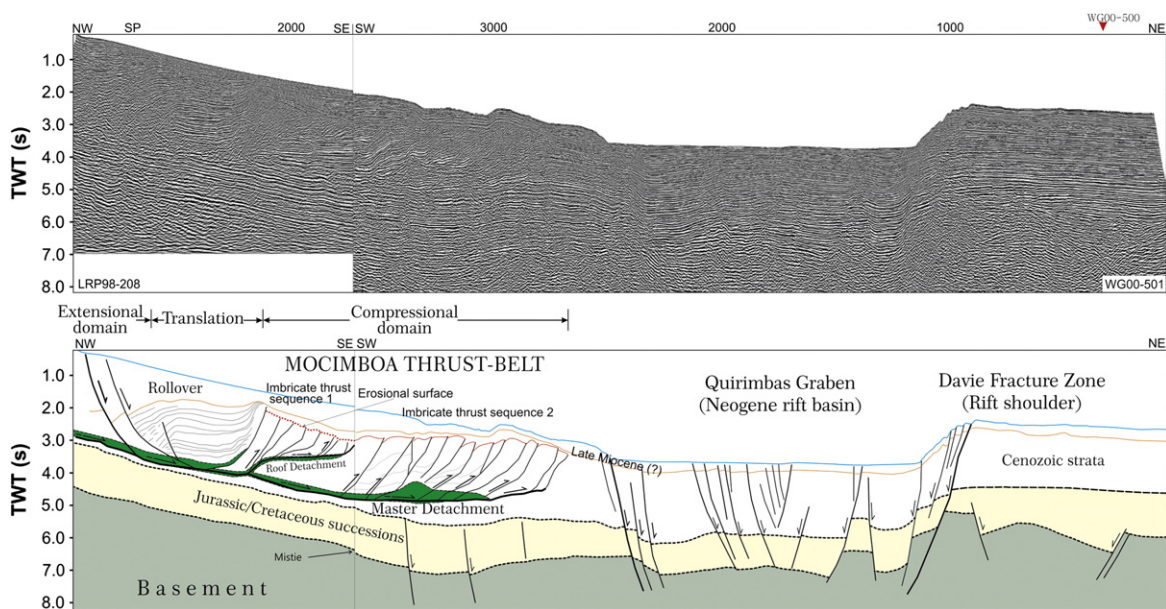 WG00-500
NW SP 2000 SE SW 3000 2000 1000 NE
1.0
2.0
3.0
4.0
5.0
6.0
7.0
8.0
TWT (s)
LRP98-208
WG00-501
Extensional
domain
Translation
Compressional
domain
NW SE SW NE
MOCIMBOA THRUST-BELT
1.0
2.0
3.0
4.0
5.0
6.0
7.0
8.0
TWT (s)
Rollover
Imbricate thrust
sequence 1
Erosional surface
Imbricate thrust sequence 2
Quirimbas Graben
(Neogene rift basin)
Davie Fracture Zone
(Rift shoulder)
Roof Detachment
Late Miocene (?)
Cenozoic strata
Master Detachment
Jurassic/Cretaceous successions
Mistie
Basement